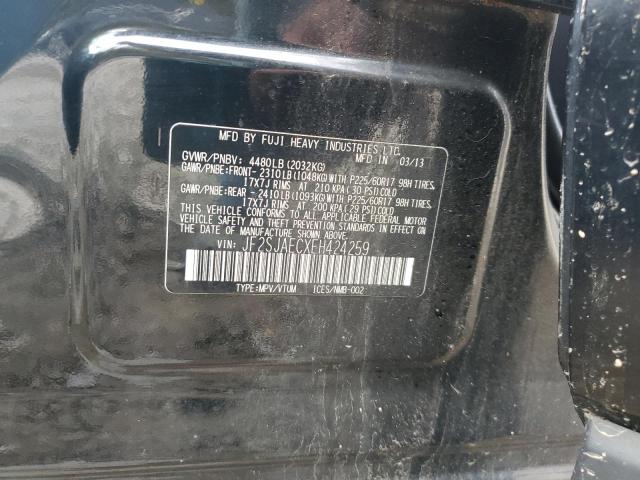 MFD BY FUJI HEAVY INDUSTRIES LTD.
MFD IN 03/13
GVWR/PNBV: 4480LB(2032KG)
GAWR/PNBE:FRONT-2310LB(1048KG)WITH P225/60R17 98H TIRES,
17X7J RIMS AT 210 KPA(30 PSI)COLD
GAWR/PNBE:REAR -2410LB(1093KG)WITH P225/60R17 98H TIRES,
17X7J RIMS AT 200 KPA(29 PSI)COLD
THIS VEHICLE CONFORMS TO ALL APPLICABLE FEDERAL MOTOR
VEHICLE SAFETY, BUMPER, AND THEFT PREVENTION STANDARDS
IN EFFECT ON THE DATE OF MANUFACTURE SHOWN ABOVE.
VIN: JF2SJAECXEH424259
TYPE:MPV/VTUM ICES/NMB-002